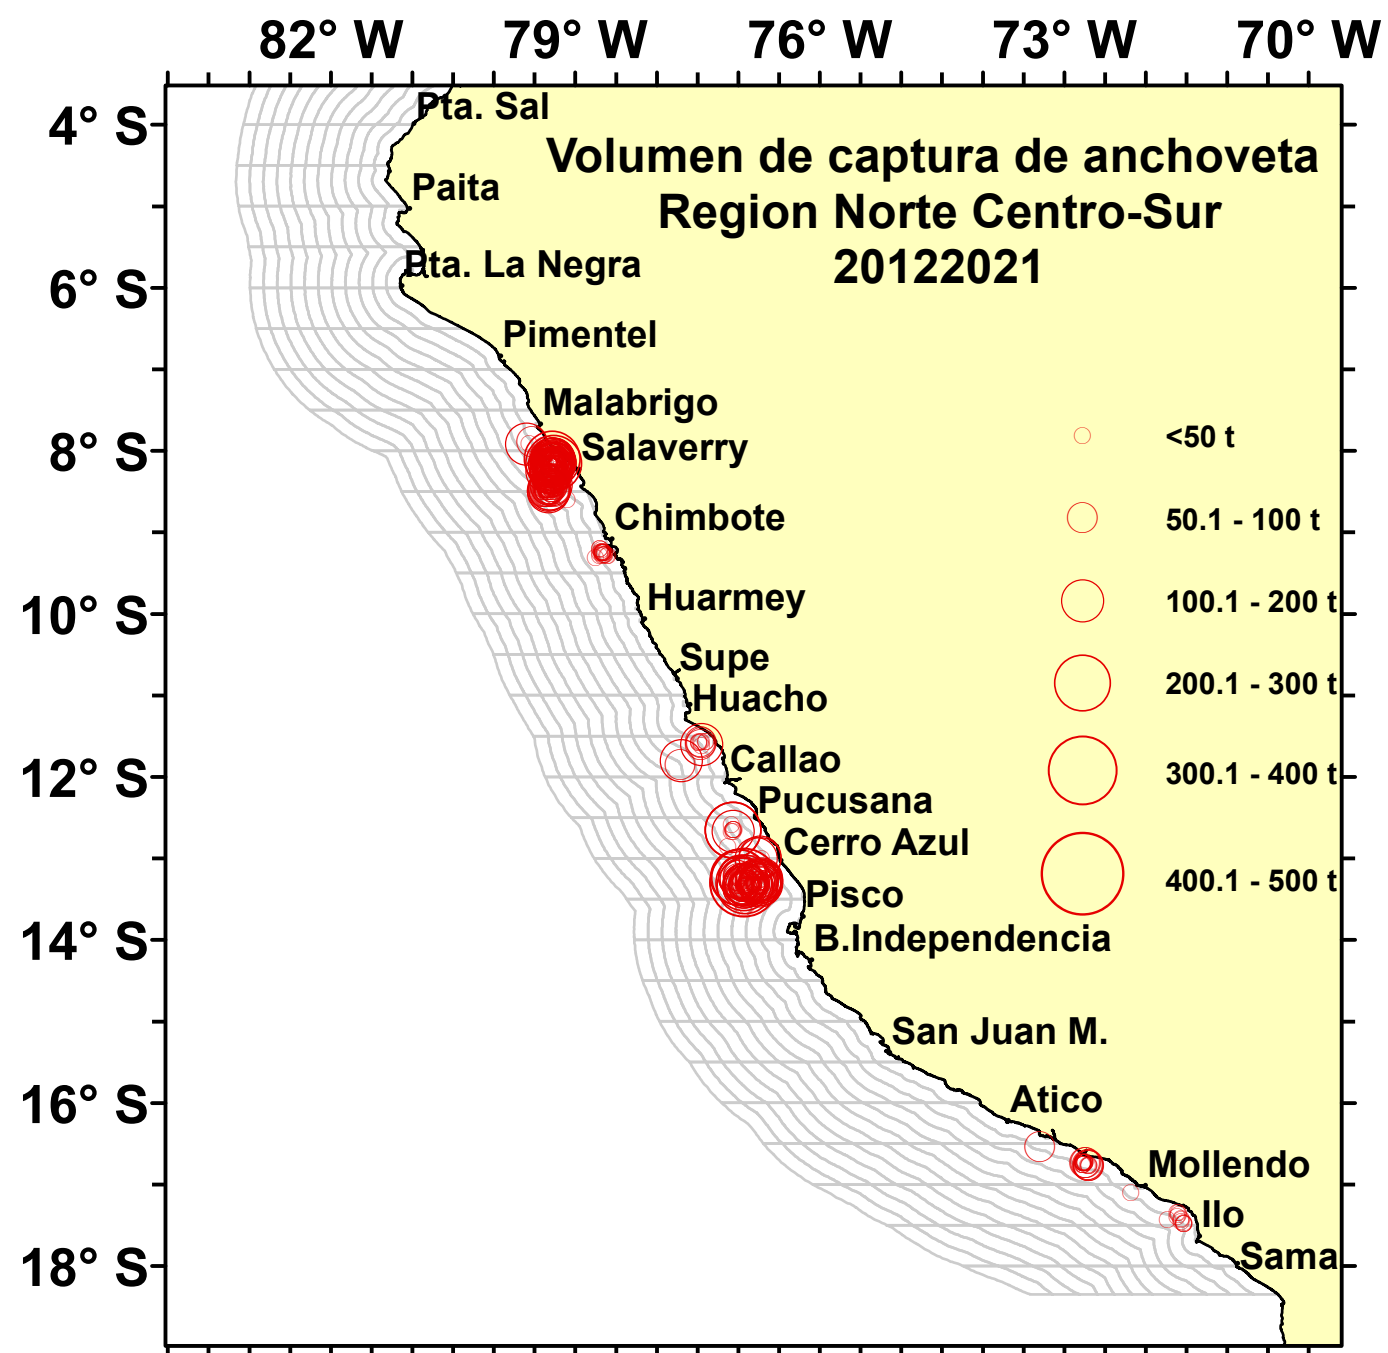 82° W 79° W 76° W 73° W 70° W
4° S
6° S
8° S
10° S
12° S
14° S
16° S
18° S
Volumen de captura de anchoveta
Region Norte Centro-Sur
20122021
Pta. Sal
Paita
Pta. La Negra
Pimentel
Malabrigo
Salaverry
Chimbote
Huarmey
Supe
Huacho
Callao
Pucusana
Cerro Azul
Pisco
B.Independencia
San Juan M.
Atico
Mollendo
Ilo
Sama
<50 t
50.1 - 100 t
100.1 - 200 t
200.1 - 300 t
300.1 - 400 t
400.1 - 500 t